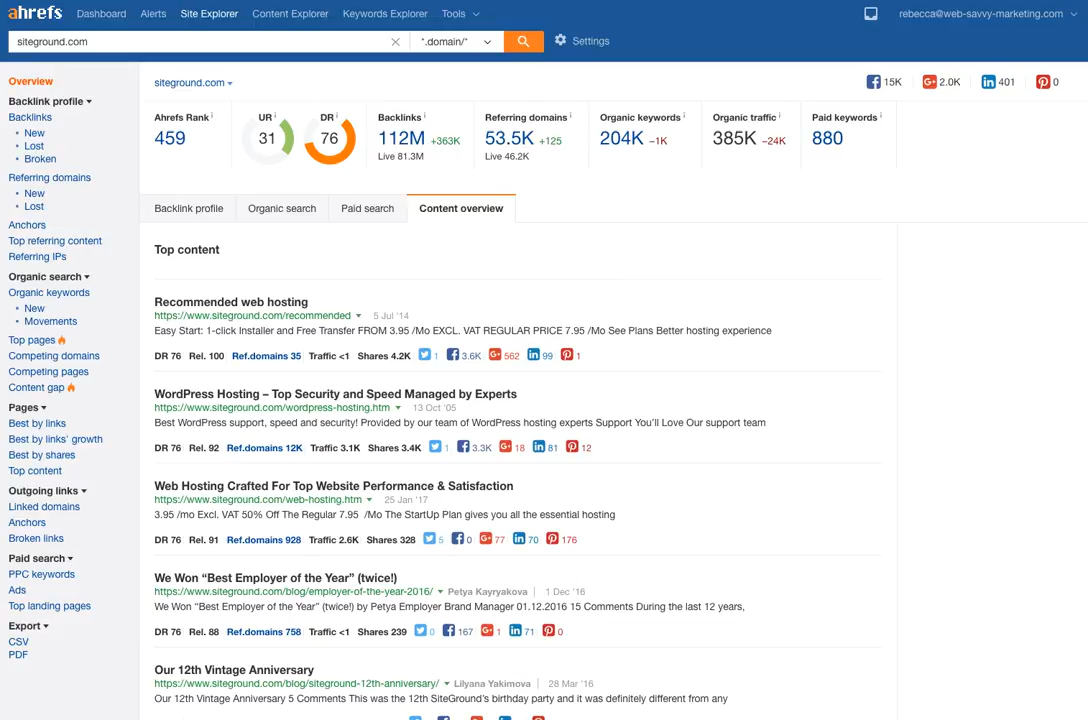 ahrefs Dashboard Alerts Site Explorer Content Explorer Keywords Explorer Tools rebecca@web-savvy-marketing.com
siteground.com *.domain/* Settings
Overview
Backlink profile
Backlinks
• New
• Lost
• Broken
Referring domains
• New
• Lost
Anchors
Top referring content
Referring IPs
Organic search
Organic keywords
• New
• Movements
Top pages
Competing domains
Competing pages
Content gap
Pages
Best by links
Best by links' growth
Best by shares
Top content
Outgoing links
Linked domains
Anchors
Broken links
Paid search
PPC keywords
Ads
Top landing pages
Export
CSV
PDF
siteground.com 15K 2.0K 401 0
Ahrefs Rank i UR i DR i Backlinks i Referring domains i Organic keywords i Organic traffic i Paid keywords i
459 31 76 112M +363K 53.5K +125 204K −1K 385K −24K 880
Live 81.3M Live 46.2K
Backlink profile Organic search Paid search Content overview
Top content
Recommended web hosting
https://www.siteground.com/recommended 5 Jul '14
Easy Start: 1-click Installer and Free Transfer FROM 3.95 /Mo EXCL. VAT REGULAR PRICE 7.95 /Mo See Plans Better hosting experience
DR 76 Rel. 100 Ref.domains 35 Traffic <1 Shares 4.2K 1 3.6K 562 99 1
WordPress Hosting – Top Security and Speed Managed by Experts
https://www.siteground.com/wordpress-hosting.htm 13 Oct '05
Best WordPress support, speed and security! Provided by our team of WordPress hosting experts Support You'll Love Our support team
DR 76 Rel. 92 Ref.domains 12K Traffic 3.1K Shares 3.4K 1 3.3K 18 81 12
Web Hosting Crafted For Top Website Performance & Satisfaction
https://www.siteground.com/web-hosting.htm 25 Jan '17
3.95 /mo Excl. VAT 50% Off The Regular 7.95 /Mo The StartUp Plan gives you all the essential hosting
DR 76 Rel. 91 Ref.domains 928 Traffic 2.6K Shares 328 5 0 77 70 176
We Won “Best Employer of the Year” (twice!)
https://www.siteground.com/blog/employer-of-the-year-2016/ Petya Kayryakova | 1 Dec '16
We Won “Best Employer of the Year” (twice!) by Petya Employer Brand Manager 01.12.2016 15 Comments During the last 12 years,
DR 76 Rel. 88 Ref.domains 758 Traffic <1 Shares 239 0 167 1 71 0
Our 12th Vintage Anniversary
https://www.siteground.com/blog/siteground-12th-anniversary/ Lilyana Yakimova | 28 Mar '16
Our 12th Vintage Anniversary 5 Comments This was the 12th SiteGround's birthday party and it was definitely different from any